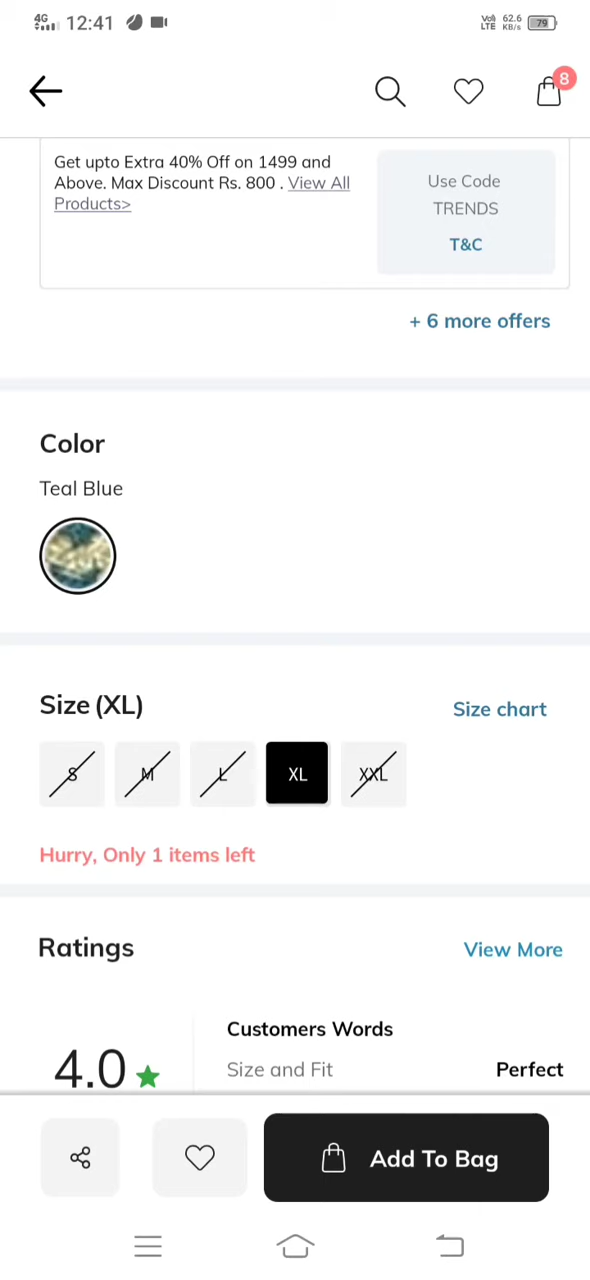 4G 12:41 Vo) LTE 62.6 KB/s 79
8
Get upto Extra 40% Off on 1499 and
Above. Max Discount Rs. 800 . View All
Products>
Use Code
TRENDS
T&C
+ 6 more offers
Color
Teal Blue
Size (XL)
Size chart
S M L XL XXL
Hurry, Only 1 items left
Ratings
View More
Customers Words
4.0
Size and Fit Perfect
Add To Bag